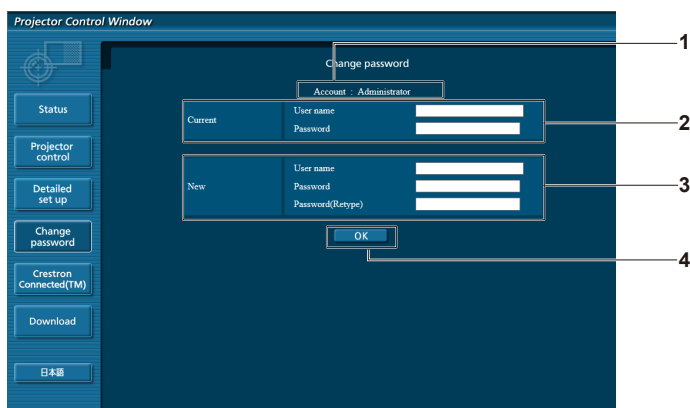 Projector Control Window
Change password
1
Account : Administrator
Status
Current
User name
Password
2
Projector
control
New
User name
Password
Password(Retype)
3
Detailed
set up
Change
password
OK
4
Crestron
Connected(TM)
Download
日本語